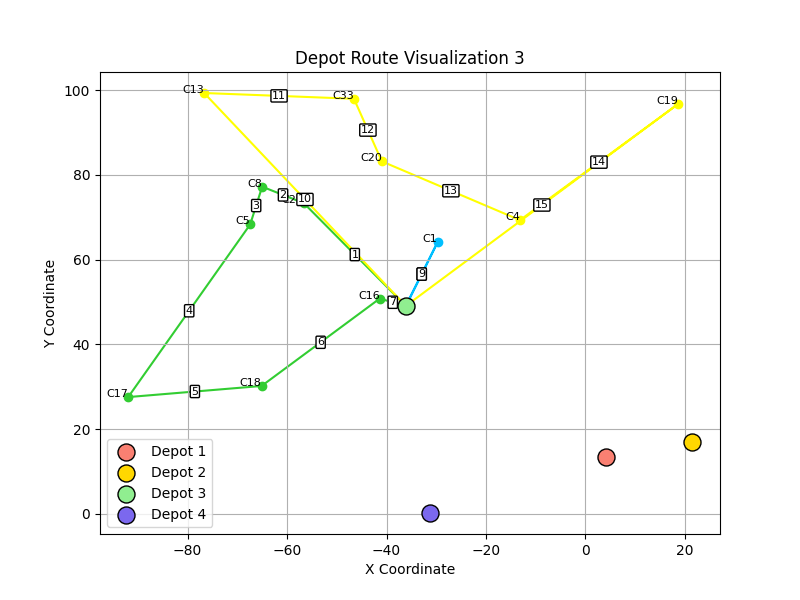 Depot Route Visualization 3
C13
11
C33
C19
12
C20
14
13
C8
2
10
3
15
C5
C4
C1
1
9
C16
7
4
6
C17
5
C18
100
80
60
40
20
0
Y Coordinate
Depot 1
Depot 2
Depot 3
Depot 4
−80
−60
−40
−20
0
20
X Coordinate